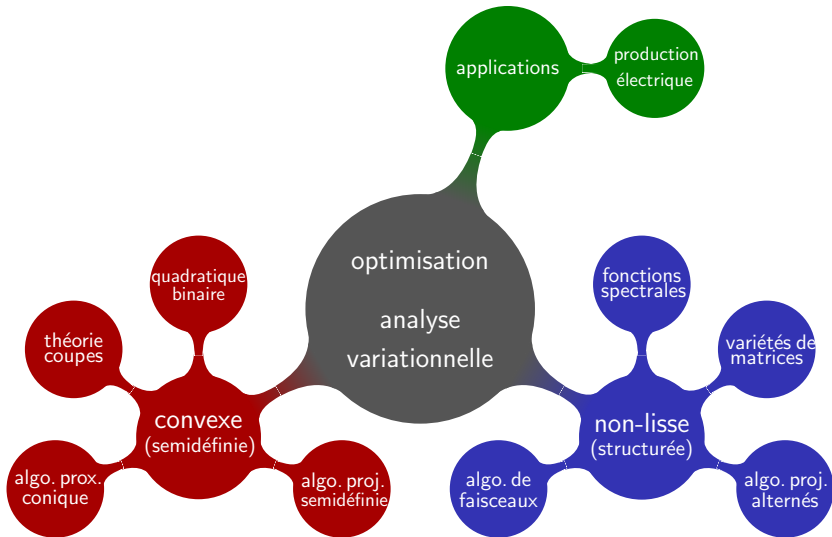 applications
production
électrique
optimisation
analyse
variationnelle
quadratique
binaire
théorie
coupes
convexe
(semidéfinie)
algo. prox.
conique
algo. proj.
semidéfinie
fonctions
spectrales
variétés de
matrices
non-lisse
(structurée)
algo. de
faisceaux
algo. proj.
alternés